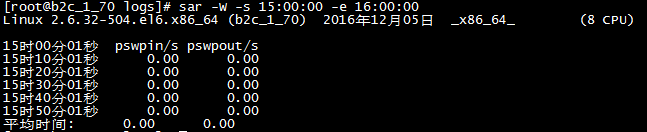 [root@b2c_1_70 logs]# sar -W -s 15:00:00 -e 16:00:00
Linux 2.6.32-504.el6.x86_64 (b2c_1_70) 2016年12月05日 _x86_64_ (8 CPU)
15时00分01秒 pswpin/s pswpout/s
15时10分01秒 0.00 0.00
15时20分01秒 0.00 0.00
15时30分01秒 0.00 0.00
15时40分01秒 0.00 0.00
15时50分01秒 0.00 0.00
平均时间: 0.00 0.00